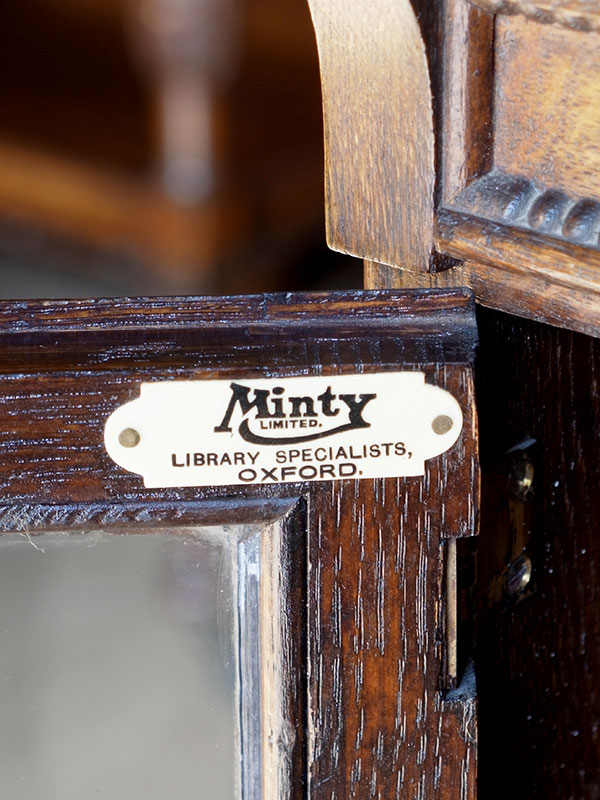 Minty
LIMITED.
LIBRARY SPECIALISTS,
OXFORD.